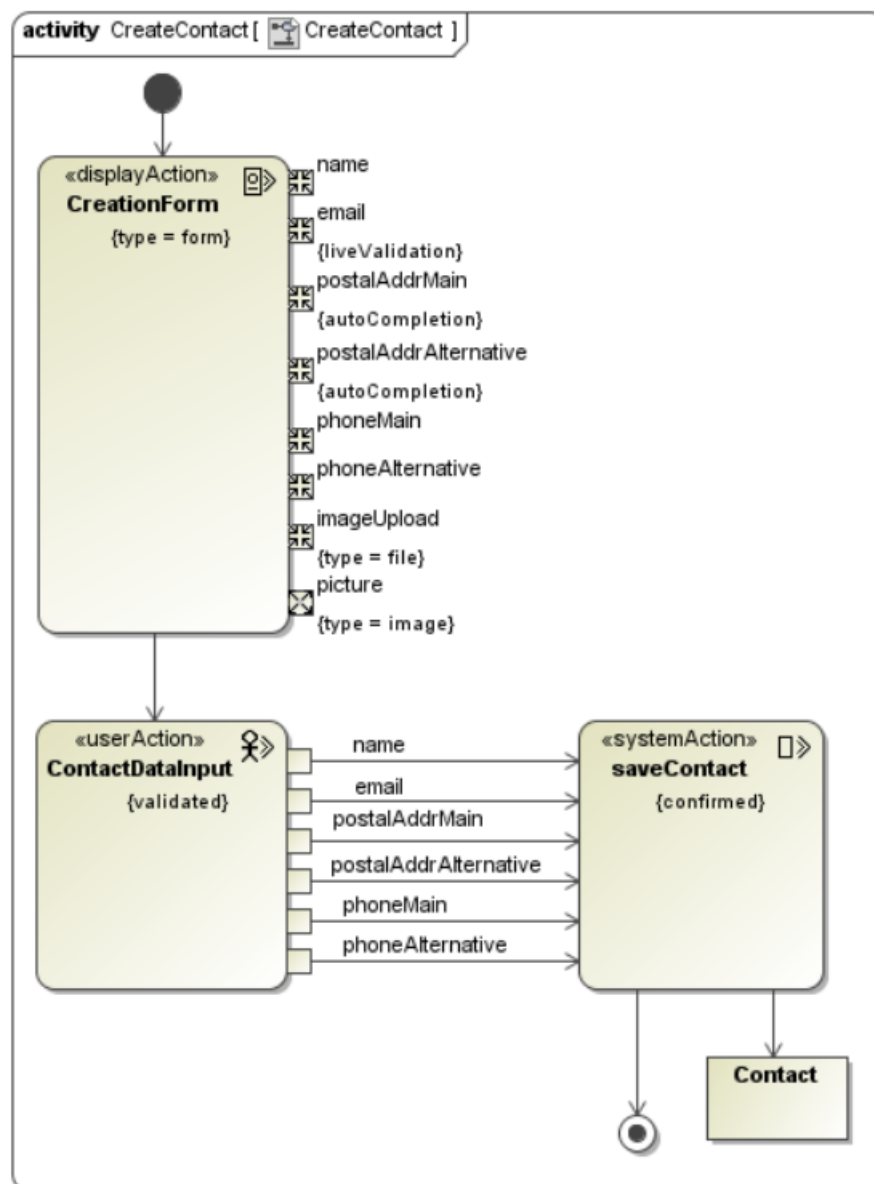 activity CreateContact[ CreateContact ]
«displayAction»
CreationForm
{type = form}
name
email
{liveValidation}
postalAddrMain
{autoCompletion}
postalAddrAlternative
{autoCompletion}
phoneMain
phoneAlternative
imageUpload
{type = file}
picture
{type = image}
«userAction»
ContactDataInput
{validated}
name
email
postalAddrMain
postalAddrAlternative
phoneMain
phoneAlternative
«systemAction»
saveContact
{confirmed}
Contact